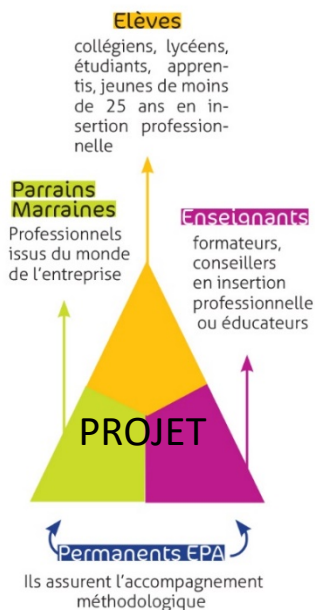 Elèves
collégiens, lycéens,
étudiants, appren-
tis, jeunes de moins
de 25 ans en in-
sertion profession-
nelle
Parrains
Marraines
Professionnels
issus du monde
de l'entreprise
Enseignants
formateurs,
conseillers
en insertion
professionnelle
ou éducateurs
PROJET
Permanents EPA
Ils assurent l'accompagnement
méthodologique